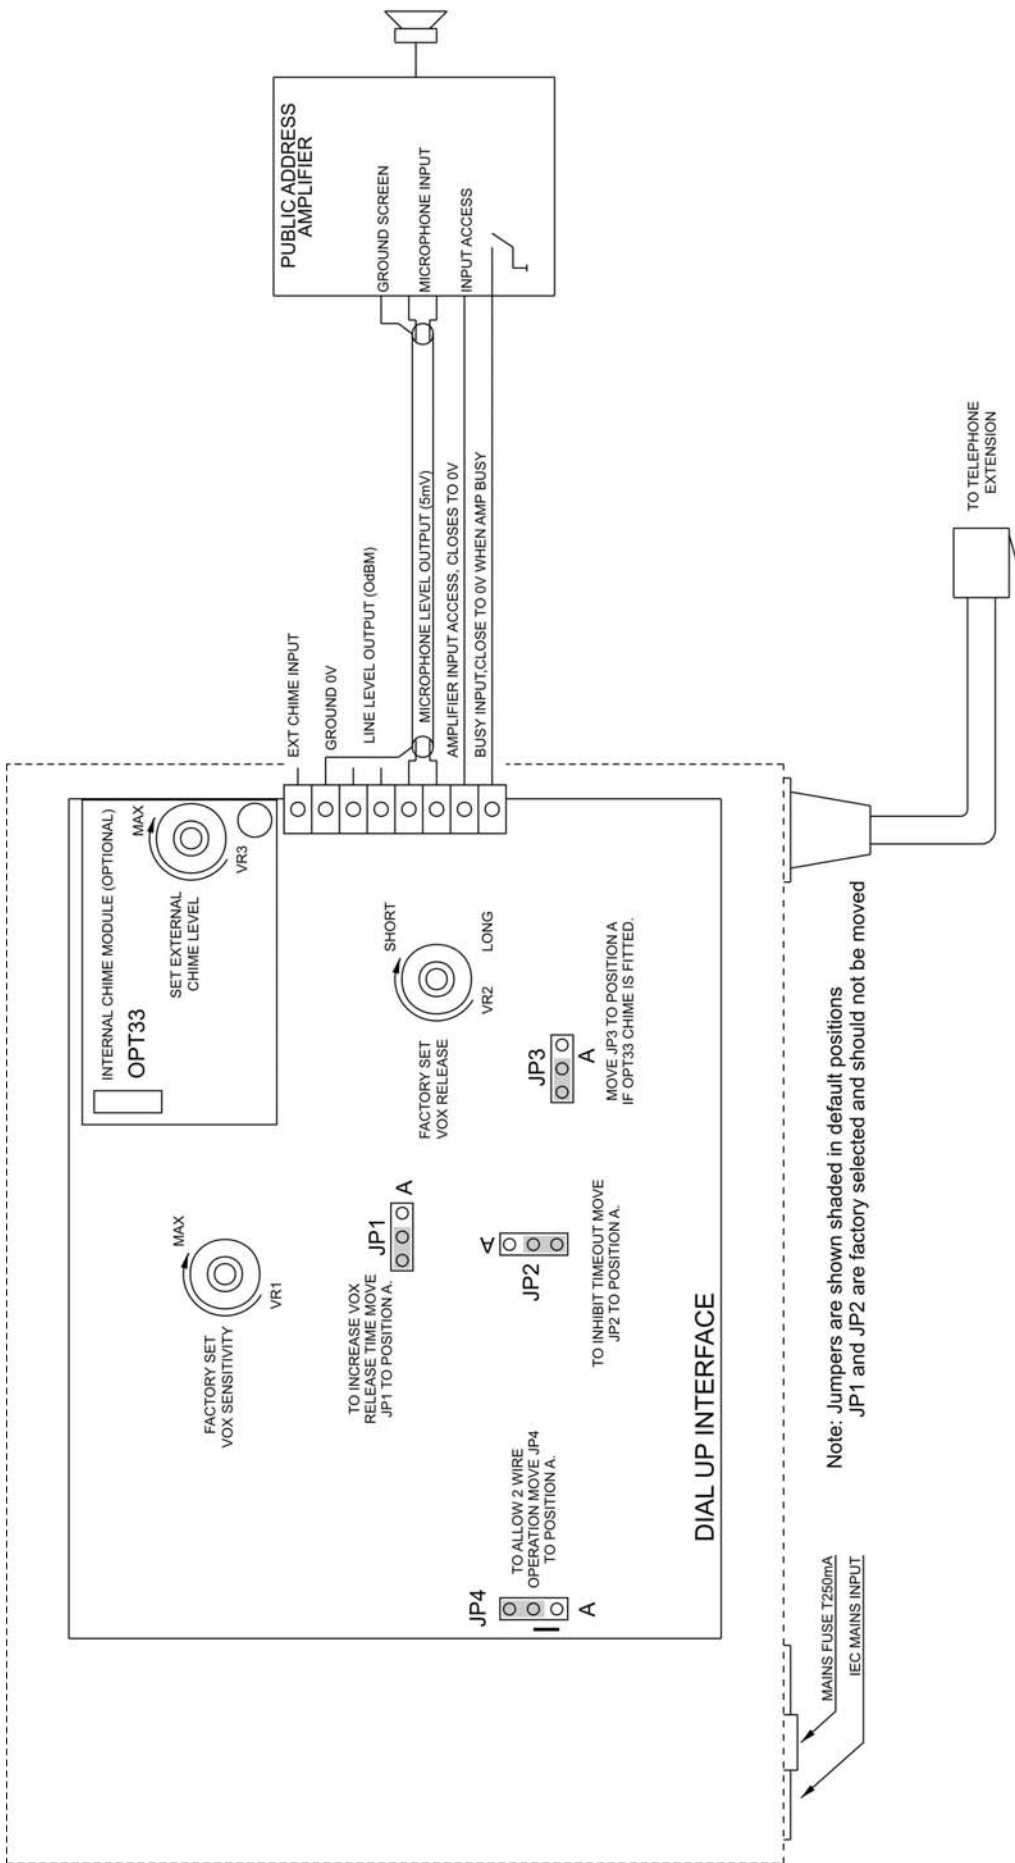 PUBLIC ADDRESS
AMPLIFIER
GROUND SCREEN
MICROPHONE INPUT
INPUT ACCESS
EXT CHIME INPUT
GROUND 0V
LINE LEVEL OUTPUT (OdBM)
MICROPHONE LEVEL OUTPUT (5mV)
AMPLIFIER INPUT ACCESS, CLOSES TO 0V
BUSY INPUT,CLOSE TO 0V WHEN AMP BUSY
TO TELEPHONE
EXTENSION
INTERNAL CHIME MODULE (OPTIONAL)
OPT33
MAX
SET EXTERNAL
CHIME LEVEL
VR3
MAX
FACTORY SET
VOX SENSITIVITY
VR1
SHORT
FACTORY SET
VOX RELEASE
VR2
LONG
TO INCREASE VOX
RELEASE TIME MOVE
JP1 TO POSITION A.
JP1
A
JP3
A
MOVE JP3 TO POSITION A
IF OPT33 CHIME IS FITTED.
A
JP2
TO INHIBIT TIMEOUT MOVE
JP2 TO POSITION A.
JP4
A
TO ALLOW 2 WIRE
OPERATION MOVE JP4
TO POSITION A.
DIAL UP INTERFACE
MAINS FUSE T250mA
IEC MAINS INPUT
Note: Jumpers are shown shaded in default positions
JP1 and JP2 are factory selected and should not be moved